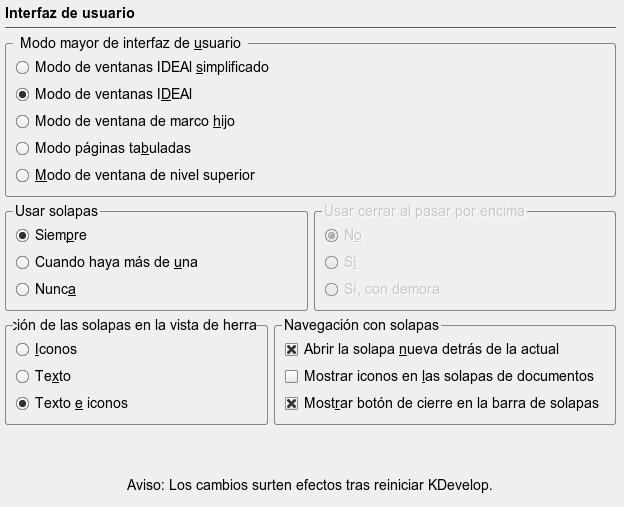 Interfaz de usuario
Modo mayor de interfaz de usuario
Modo de ventanas IDEAl simplificado
Modo de ventanas IDEAl
Modo de ventana de marco hijo
Modo páginas tabuladas
Modo de ventana de nivel superior
Usar solapas
Siempre
Cuando haya más de una
Nunca
Usar cerrar al pasar por encima
No
Sí
Sí, con demora
ción de las solapas en la vista de herra
Iconos
Texto
Texto e iconos
Navegación con solapas
Abrir la solapa nueva detrás de la actual
Mostrar iconos en las solapas de documentos
Mostrar botón de cierre en la barra de solapas
Aviso: Los cambios surten efectos tras reiniciar KDevelop.